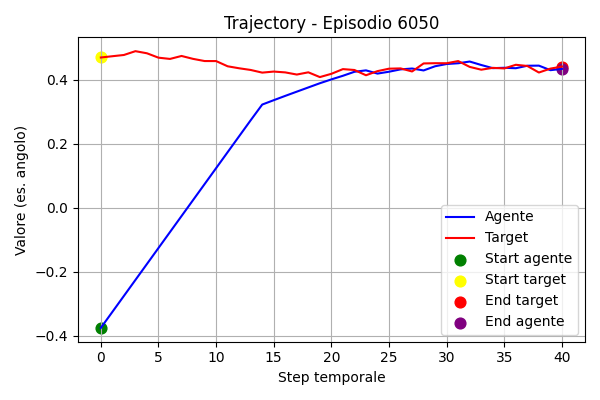 Trajectory - Episodio 6050
Valore (es. angolo)
0.4
0.2
0.0
−0.2
−0.4
0 5 10 15 20 25 30 35 40
Step temporale
Agente
Target
Start agente
Start target
End target
End agente